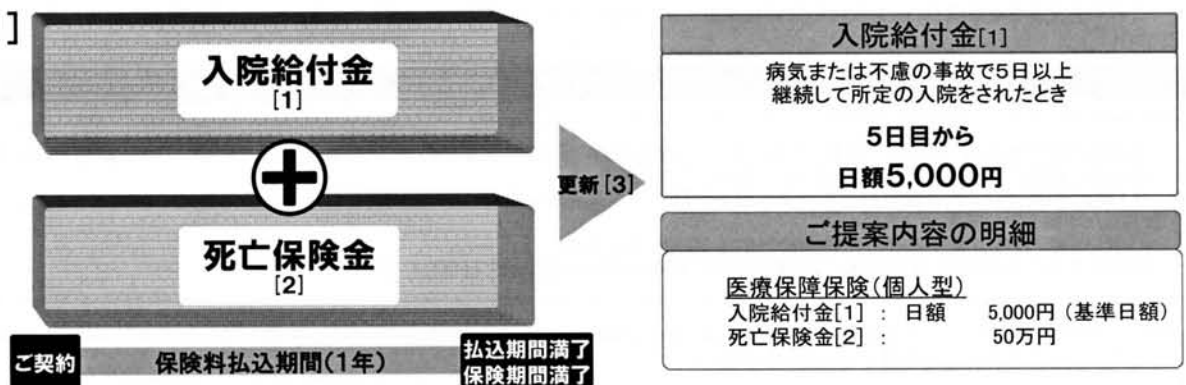 ]
入院給付金
[1]
死亡保険金
[2]
ご契約
保険料払込期間(1年)
払込期間満了
保険期間満了
更新[3]
入院給付金[1]
病気または不慮の事故で5日以上
継続して所定の入院をされたとき
5日目から
日額5,000円
ご提案内容の明細
医療保障保険(個人型)
入院給付金[1] : 日額 5,000円 (基準日額)
死亡保険金[2] : 50万円